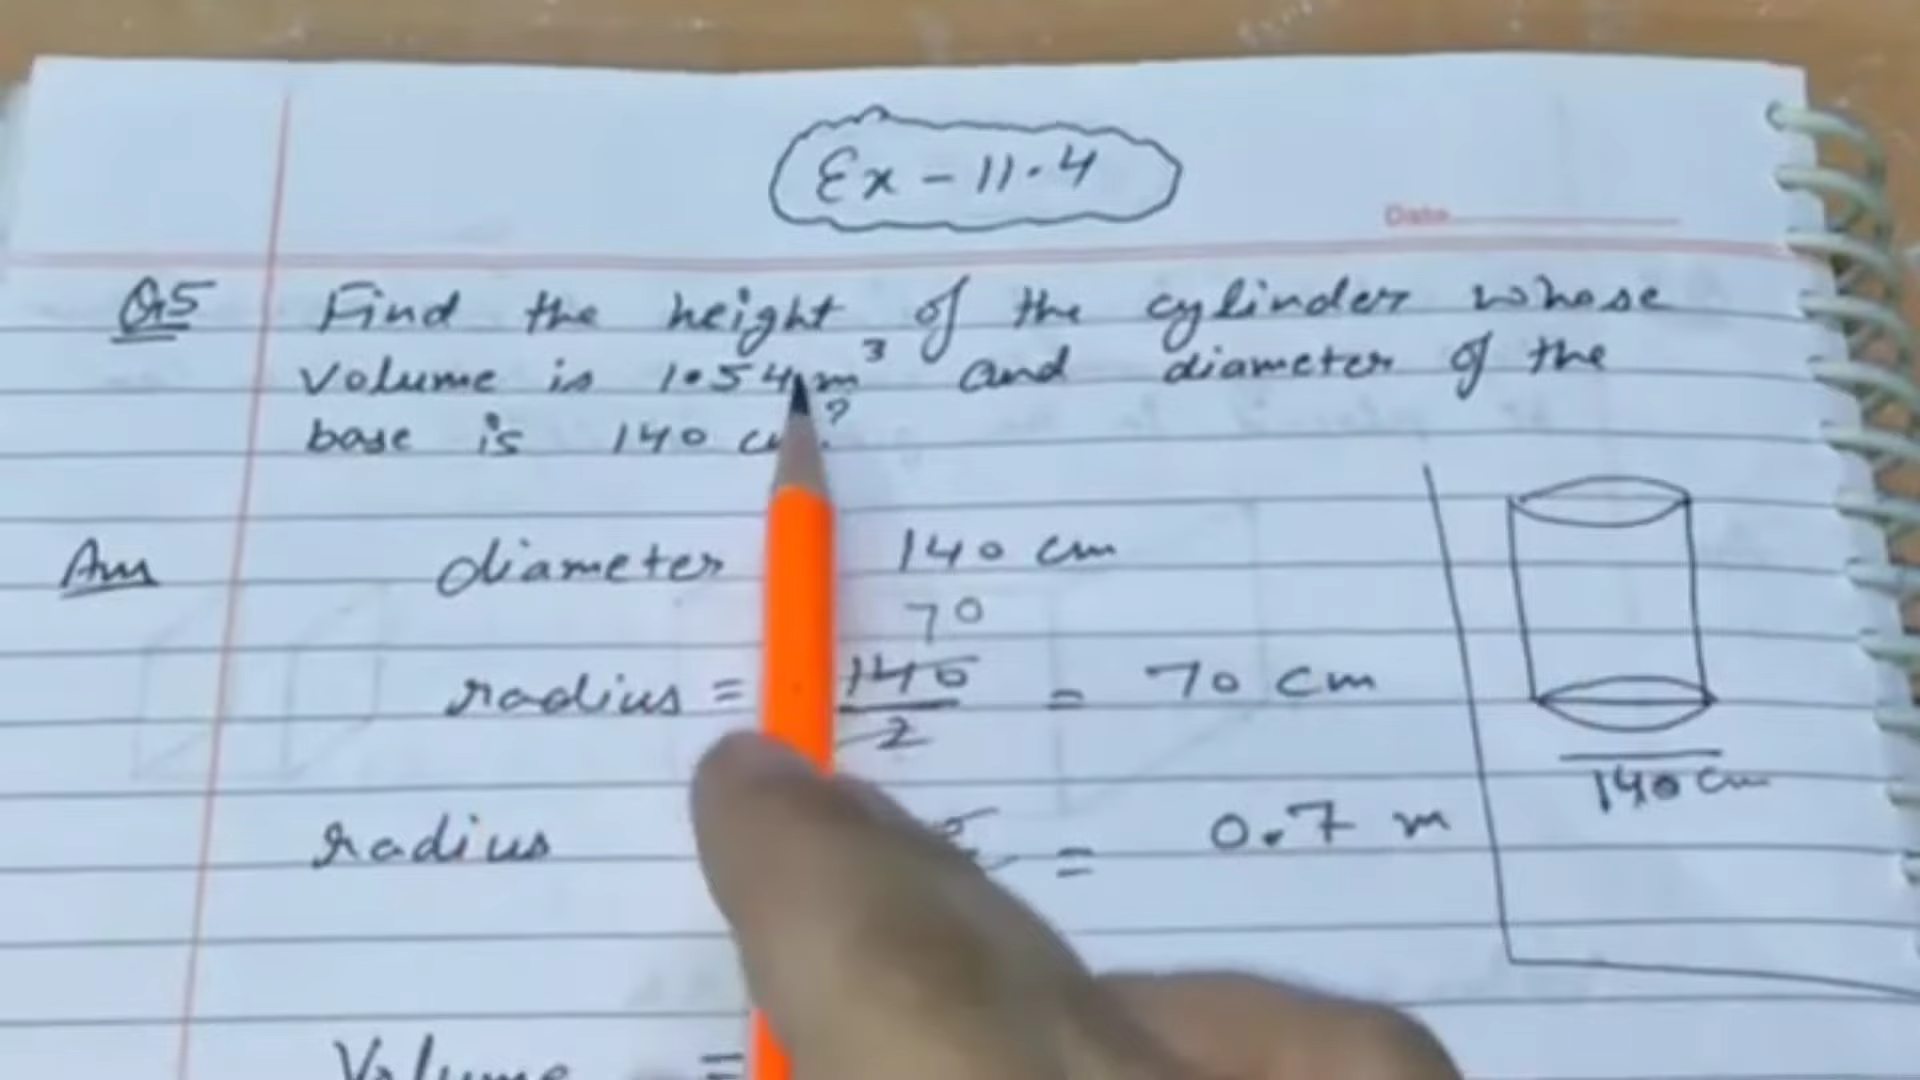 Ex - 11.4
Date
Q5 Find the height of the cylinder whose
volume is 1.54 m³ and diameter of the
base is 140 cm?
Ans diameter 140 cm
70
radius = 140/2 = 70 cm
140 cm
radius = 0.7 m
Volume =